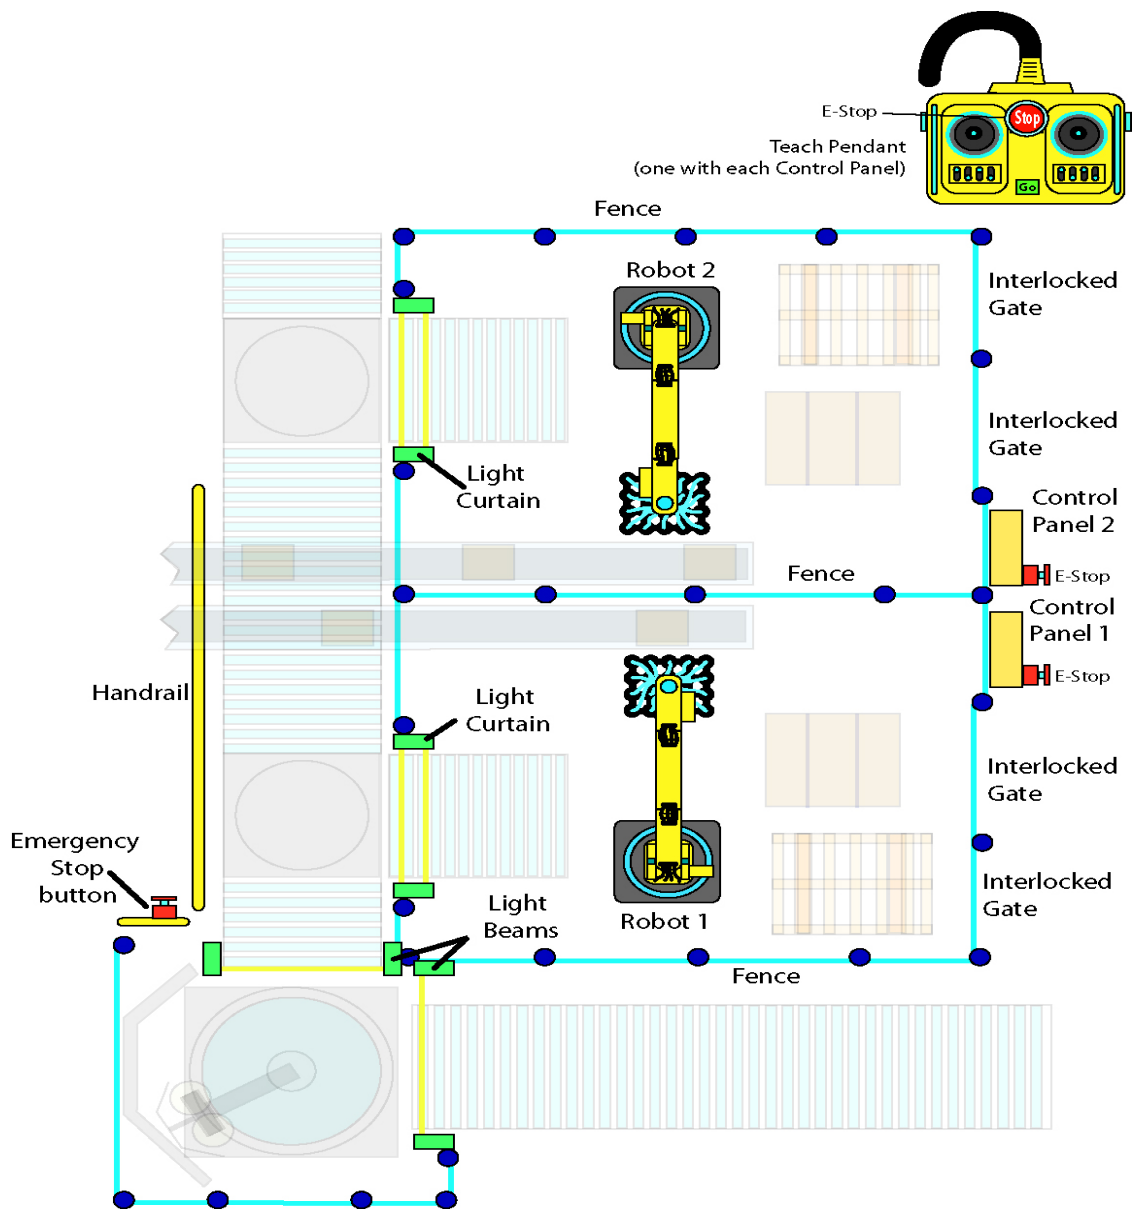 E-Stop
Stop
Teach Pendant
(one with each Control Panel)
Go
Fence
Robot 2
Interlocked
Gate
Interlocked
Gate
Light
Curtain
Control
Panel 2
E-Stop
Fence
Control
Panel 1
E-Stop
Handrail
Light
Curtain
Interlocked
Gate
Emergency
Stop
button
Interlocked
Gate
Light
Beams
Robot 1
Fence